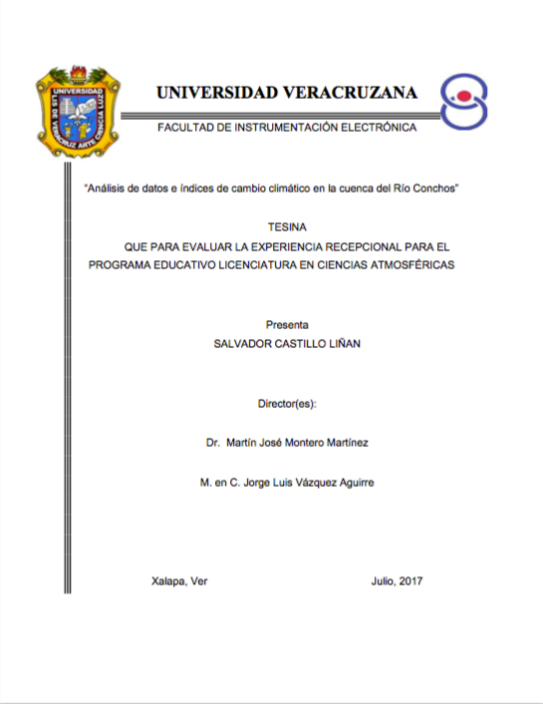 UNIVERSIDAD VERACRUZANA
FACULTAD DE INSTRUMENTACIÓN ELECTRÓNICA
UNIVERSIDAD
LIS DE VERACRUZ ARTE CIENCIA LUZ
"Análisis de datos e índices de cambio climático en la cuenca del Río Conchos"
TESINA
QUE PARA EVALUAR LA EXPERIENCIA RECEPCIONAL PARA EL
PROGRAMA EDUCATIVO LICENCIATURA EN CIENCIAS ATMOSFÉRICAS
Presenta
SALVADOR CASTILLO LIÑAN
Director(es):
Dr. Martín José Montero Martínez
M. en C. Jorge Luis Vázquez Aguirre
Xalapa, Ver Julio, 2017